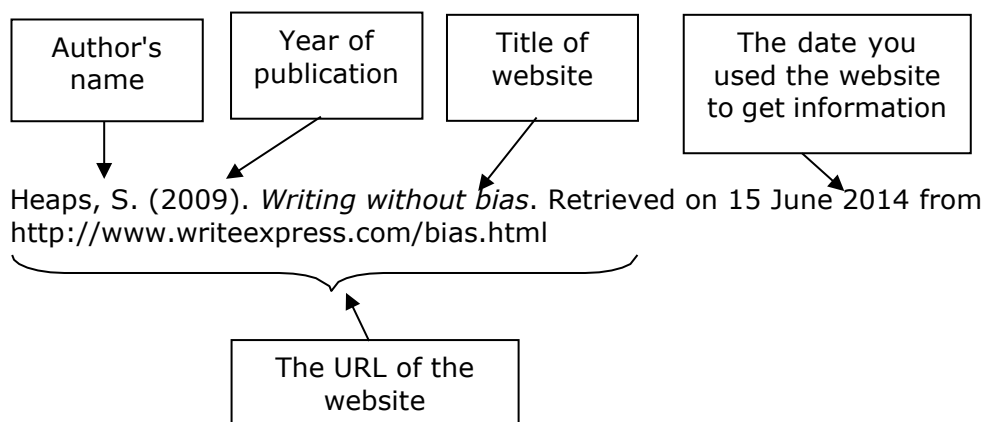 Author's
name
Year of
publication
Title of
website
The date you
used the website
to get information
Heaps, S. (2009). Writing without bias. Retrieved on 15 June 2014 from
http://www.writeexpress.com/bias.html
The URL of the
website